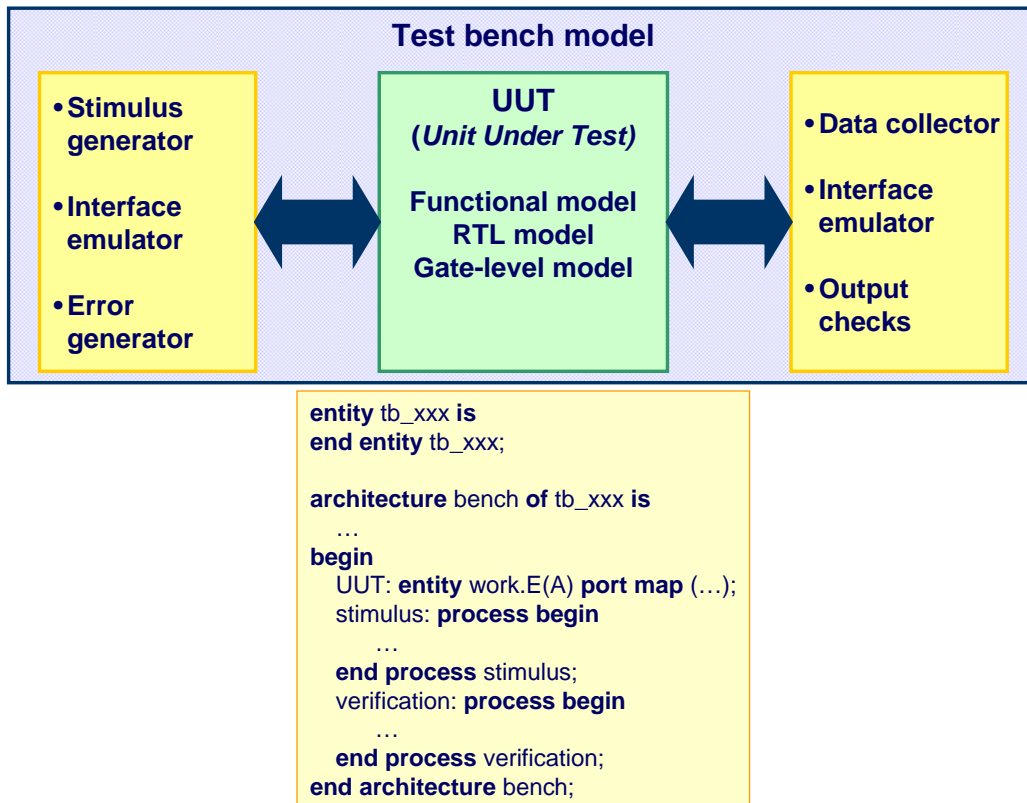 Test bench model
• Stimulus
generator
• Interface
emulator
• Error
generator
UUT
(Unit Under Test)
Functional model
RTL model
Gate-level model
• Data collector
• Interface
emulator
• Output
checks
entity tb_xxx is
end entity tb_xxx;
architecture bench of tb_xxx is
…
begin
UUT: entity work.E(A) port map (…);
stimulus: process begin
…
end process stimulus;
verification: process begin
…
end process verification;
end architecture bench;